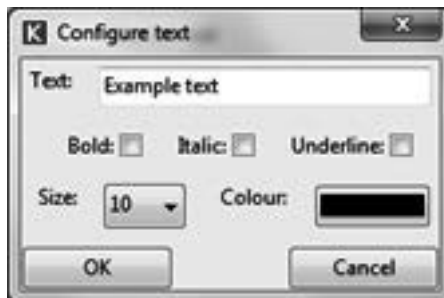 K Configure text
Text: Example text
Bold: Italic: Underline:
Size: 10 Colour:
OK Cancel